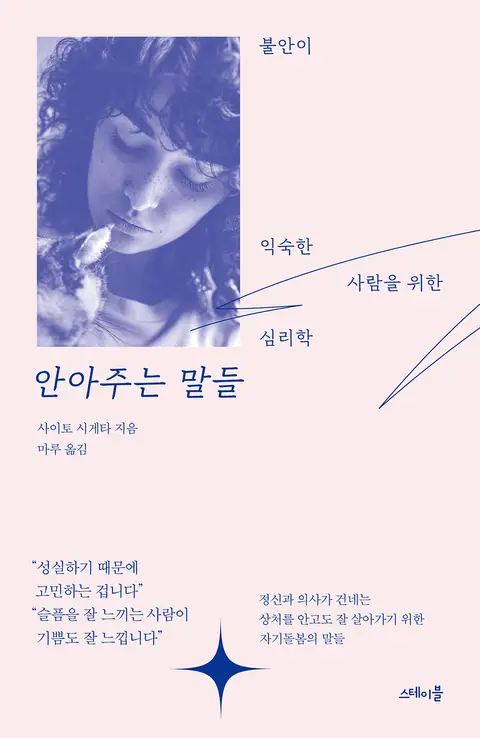 불안이
익숙한
사람을 위한
심리학
안아주는 말들
사이토 시게타 지음
마루 옮김
“성실하기 때문에
고민하는 겁니다”
“슬픔을 잘 느끼는 사람이
기쁨도 잘 느낍니다”
정신과 의사가 건네는
상처를 안고도 잘 살아가기 위한
자기돌봄의 말들
스테이블